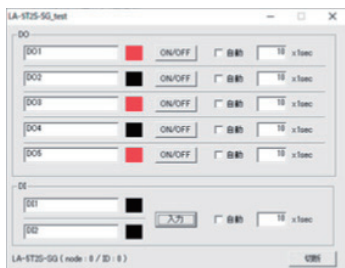 LA-5T2S-SG_test
DO
DO1 ON/OFF 自動 10 x1sec
DO2 ON/OFF 自動 10 x1sec
DO3 ON/OFF 自動 10 x1sec
DO4 ON/OFF 自動 10 x1sec
DO5 ON/OFF 自動 10 x1sec
DI
DI1
入力 自動 10 x1sec
DI2
LA-5T2S-SG ( node : 0 / ID : 0 ) 切断